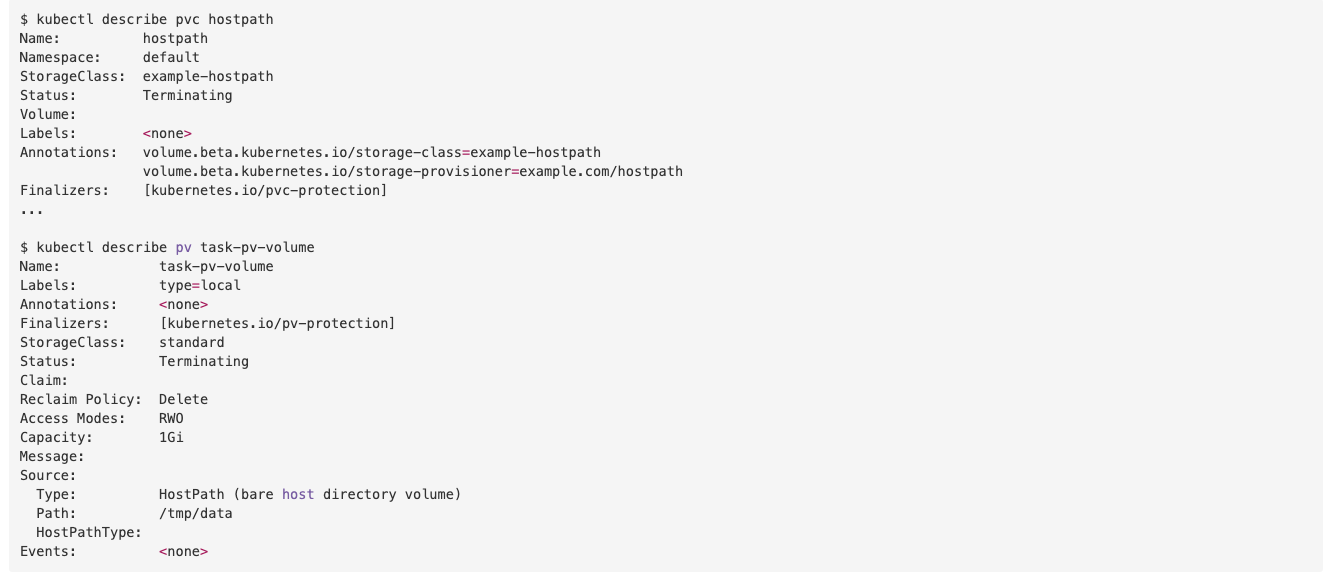 $ kubectl describe pvc hostpath
Name:          hostpath
Namespace:     default
StorageClass:  example-hostpath
Status:        Terminating
Volume:
Labels:        <none>
Annotations:   volume.beta.kubernetes.io/storage-class=example-hostpath
               volume.beta.kubernetes.io/storage-provisioner=example.com/hostpath
Finalizers:    [kubernetes.io/pvc-protection]
...

$ kubectl describe pv task-pv-volume
Name:            task-pv-volume
Labels:          type=local
Annotations:     <none>
Finalizers:      [kubernetes.io/pv-protection]
StorageClass:    standard
Status:          Terminating
Claim:
Reclaim Policy:  Delete
Access Modes:    RWO
Capacity:        1Gi
Message:
Source:
  Type:          HostPath (bare host directory volume)
  Path:          /tmp/data
  HostPathType:
Events:          <none>